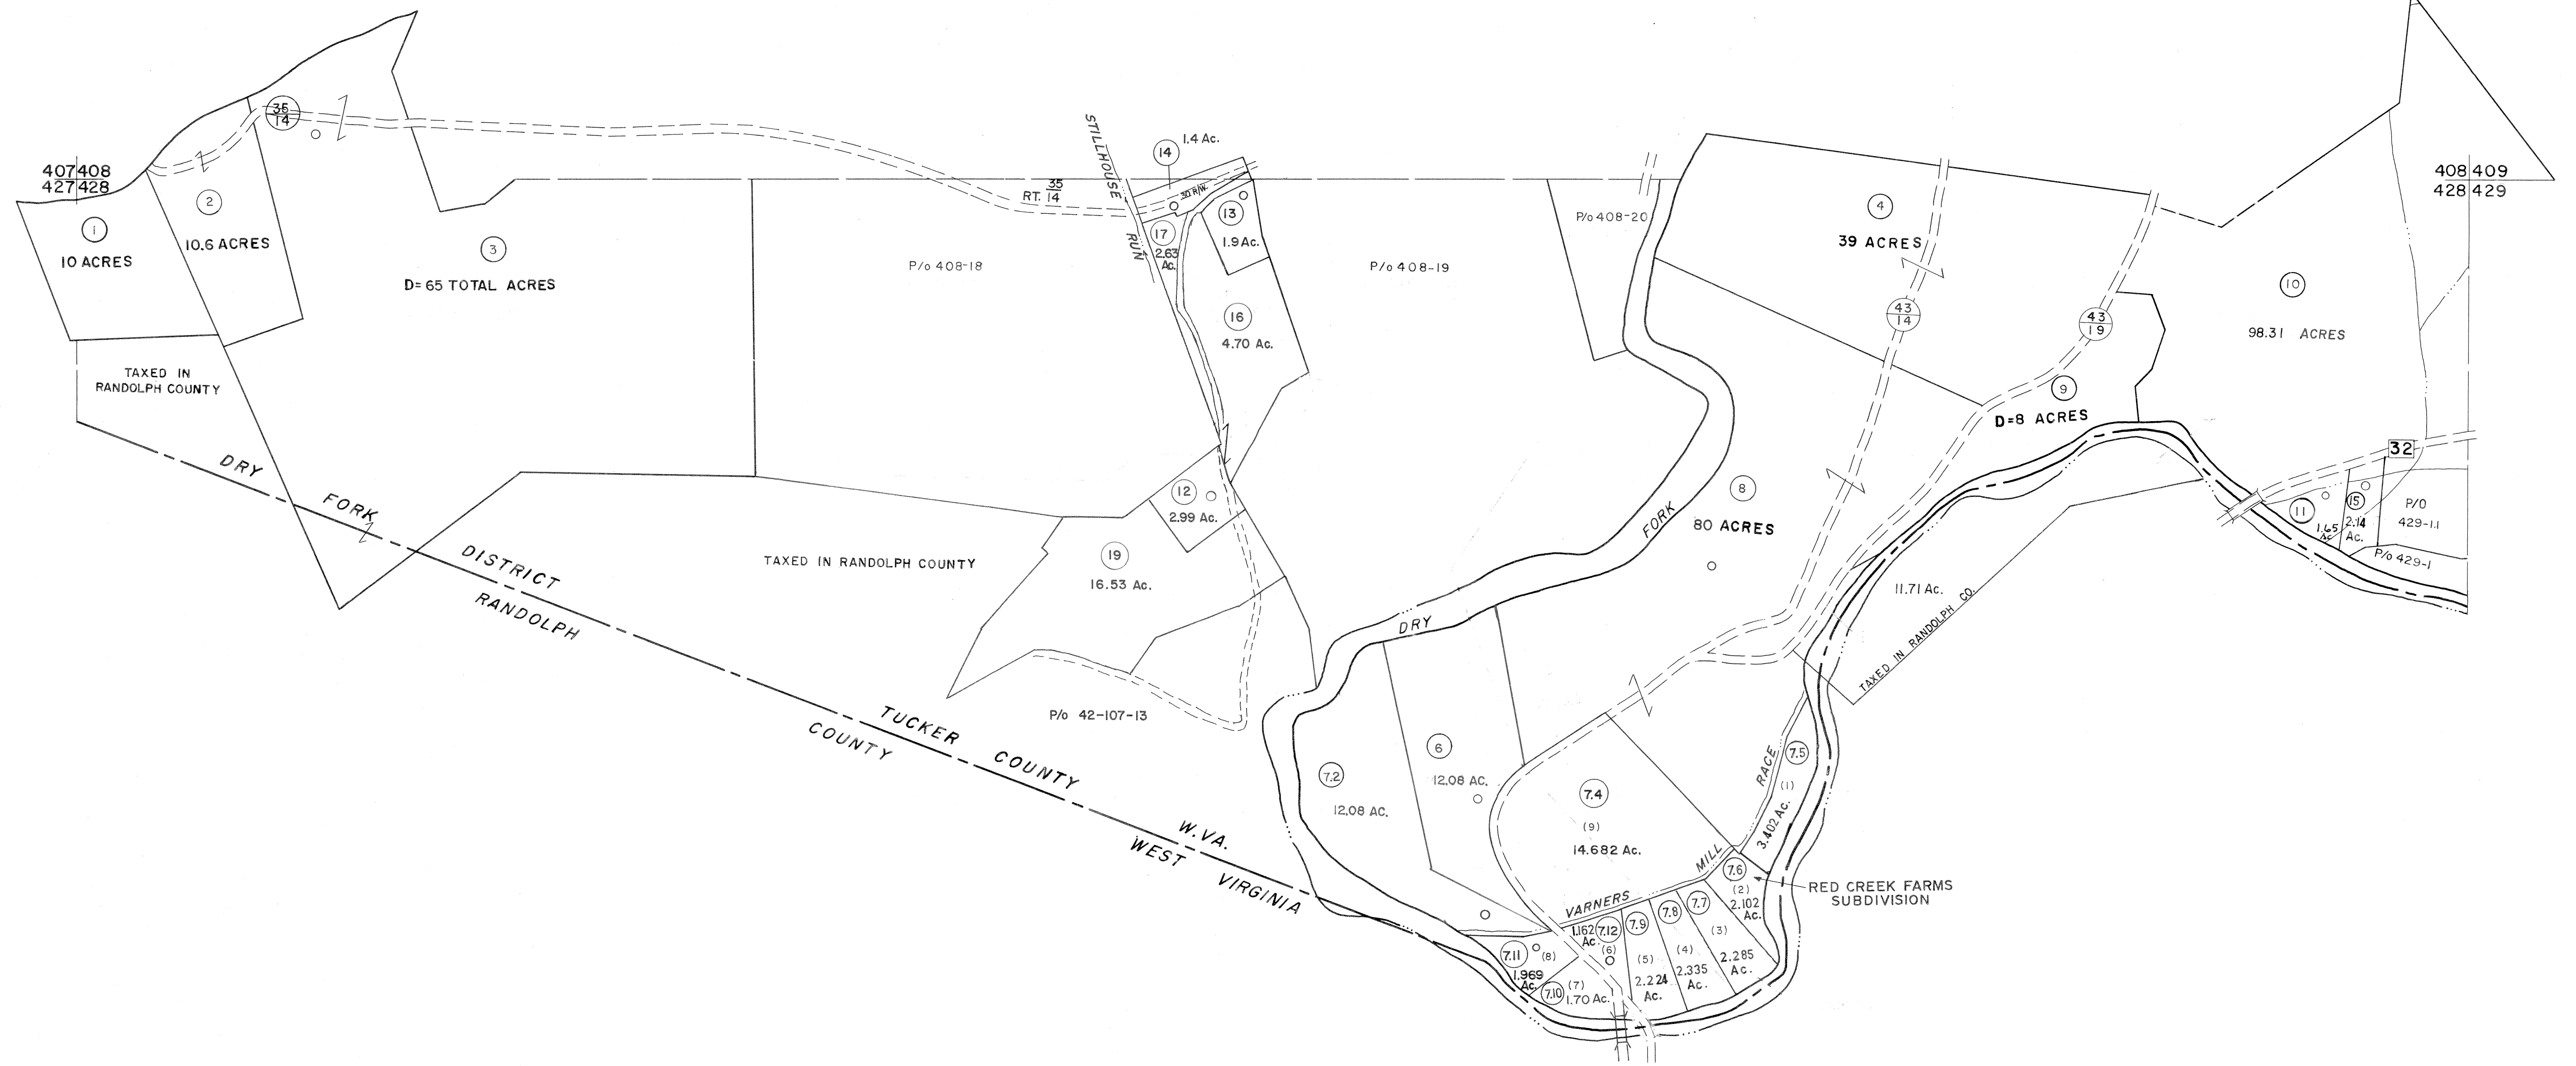 407 408
427 428
1
10 ACRES
2
10.6 ACRES
35
14
3
D= 65 TOTAL ACRES
TAXED IN
RANDOLPH COUNTY
DRY FORK DISTRICT
RANDOLPH COUNTY
TUCKER COUNTY W.VA.
WEST VIRGINIA
P/o 408-18
RT. 35
14
STILLHOUSE RUN
14
1.4 Ac.
30' R/W.
13
1.9 Ac.
17
2.63
Ac.
16
4.70 Ac.
P/o 408-19
P/o 408-20
12
2.99 Ac.
19
16.53 Ac.
TAXED IN RANDOLPH COUNTY
P/o 42-107-13
DRY FORK
4
39 ACRES
43
14
43
19
9
D=8 ACRES
8
80 ACRES
10
98.31 ACRES
408 409
428 429
32
11
1.65
Ac.
15
2.14
Ac.
P/O
429-1.1
P/o 429-1
11.71 Ac.
TAXED IN RANDOLPH CO.
7.2
12.08 AC.
6
12.08 AC.
7.4
(9)
14.682 Ac.
VARNERS MILL RACE
7.5
(1)
3.402 Ac.
7.6
(2)
2.102
Ac.
RED CREEK FARMS
SUBDIVISION
7.7
(3)
2.285
Ac.
7.8
(4)
2.335
Ac.
7.9
(5)
2.224
Ac.
7.12
1.162
Ac.
(6)
7.11
(8)
1.969
Ac.
7.10
(7)
1.70 Ac.